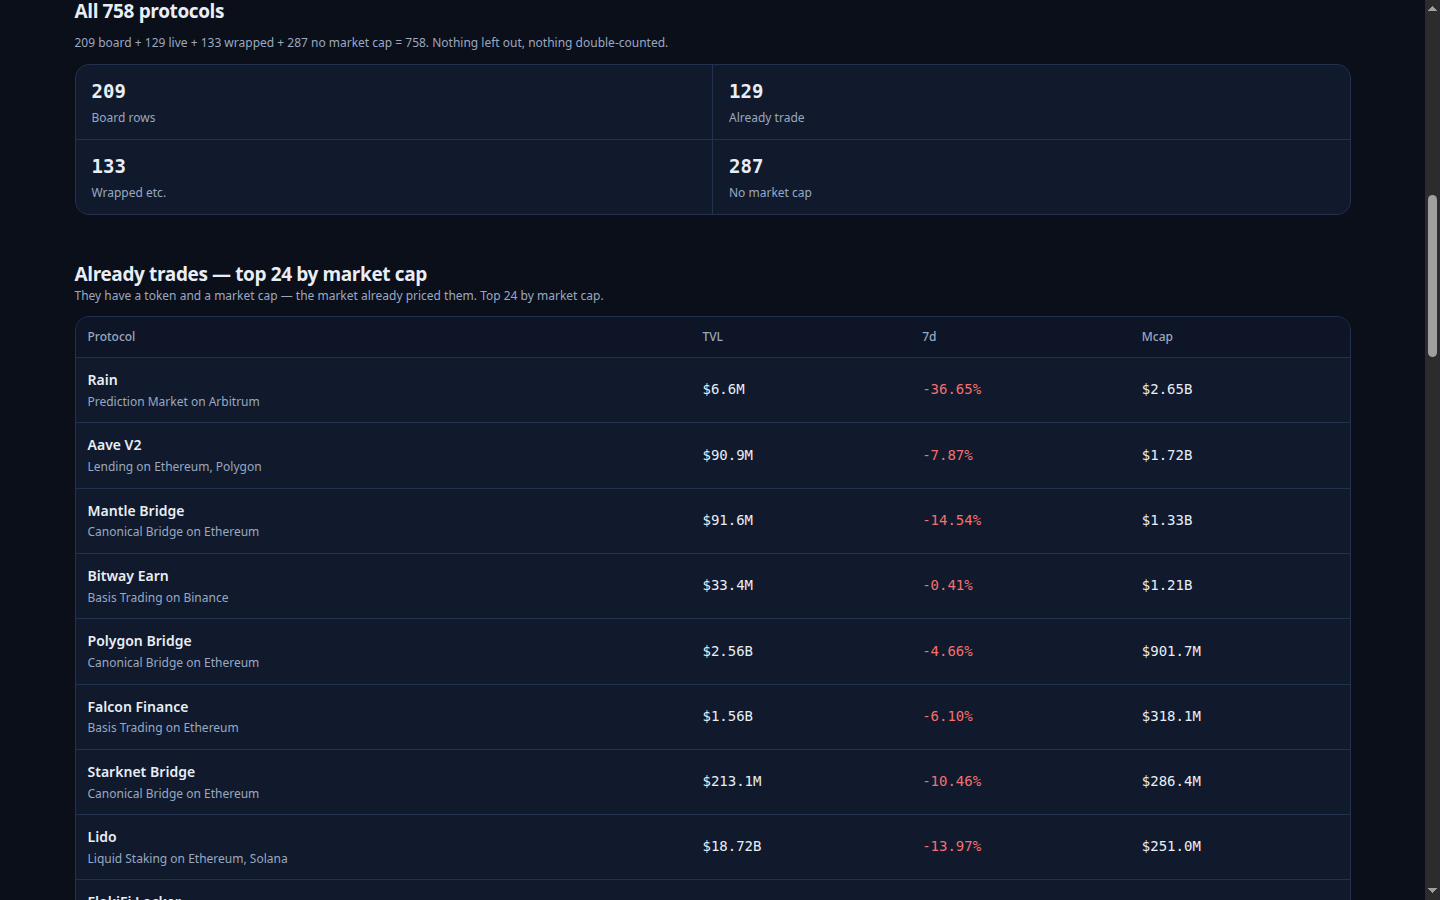 All 758 protocols
209 board + 129 live + 133 wrapped + 287 no market cap = 758. Nothing left out, nothing double-counted.
209
Board rows
129
Already trade
133
Wrapped etc.
287
No market cap
Already trades — top 24 by market cap
They have a token and a market cap — the market already priced them. Top 24 by market cap.
Protocol TVL 7d Mcap
Rain
Prediction Market on Arbitrum
$6.6M -36.65% $2.65B
Aave V2
Lending on Ethereum, Polygon
$90.9M -7.87% $1.72B
Mantle Bridge
Canonical Bridge on Ethereum
$91.6M -14.54% $1.33B
Bitway Earn
Basis Trading on Binance
$33.4M -0.41% $1.21B
Polygon Bridge
Canonical Bridge on Ethereum
$2.56B -4.66% $901.7M
Falcon Finance
Basis Trading on Ethereum
$1.56B -6.10% $318.1M
Starknet Bridge
Canonical Bridge on Ethereum
$213.1M -10.46% $286.4M
Lido
Liquid Staking on Ethereum, Solana
$18.72B -13.97% $251.0M